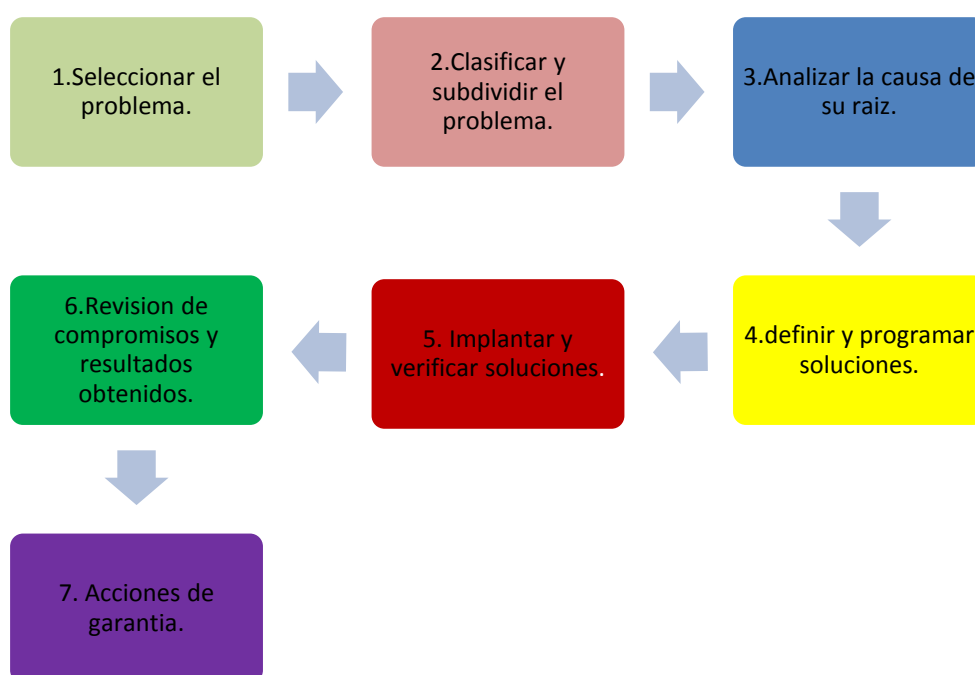 1.Seleccionar el
problema.
2.Clasificar y
subdividir el
problema.
3.Analizar la causa de
su raiz.
4.definir y programar
soluciones.
5. Implantar y
verificar soluciones.
6.Revision de
compromisos y
resultados
obtenidos.
7. Acciones de
garantia.